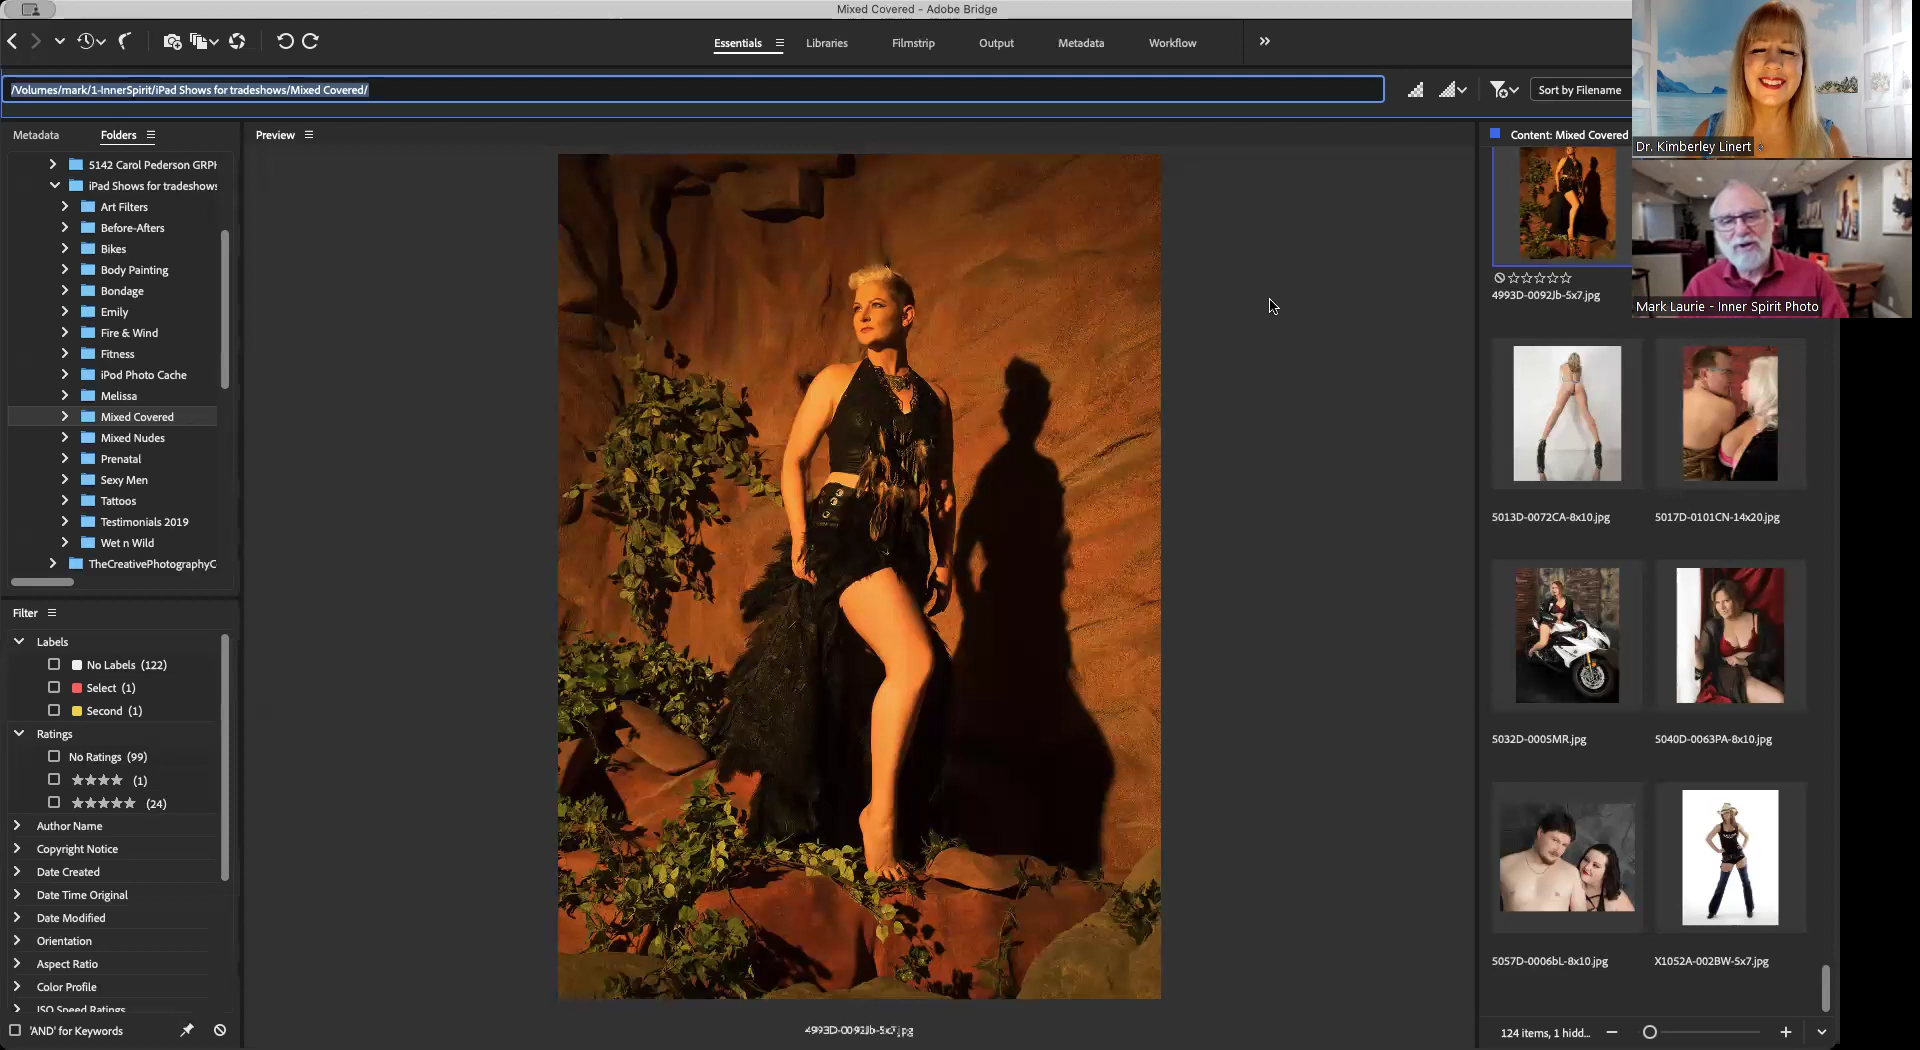 Mixed Covered - Adobe Bridge
Essentials
Libraries
Filmstrip
Output
Metadata
Workflow
/Volumes/mark/1-InnerSpirit/iPad Shows for tradeshows/Mixed Covered/
Sort by Filename
Metadata
Folders
5142 Carol Pederson GRPH
iPad Shows for tradeshows
Art Filters
Before-Afters
Bikes
Body Painting
Bondage
Emily
Fire & Wind
Fitness
iPod Photo Cache
Melissa
Mixed Covered
Mixed Nudes
Prenatal
Sexy Men
Tattoos
Testimonials 2019
Wet n Wild
TheCreativePhotographyC
Filter
Labels
No Labels (122)
Select (1)
Second (1)
Ratings
No Ratings (99)
★★★★ (1)
★★★★★ (24)
Author Name
Copyright Notice
Date Created
Date Time Original
Date Modified
Orientation
Aspect Ratio
Color Profile
ISO Speed Ratings
'AND' for Keywords
Preview
4993D-0092Jb-5x7.jpg
Content: Mixed Covered
4993D-0092Jb-5x7.jpg
5013D-0072CA-8x10.jpg
5017D-0101CN-14x20.jpg
5032D-0005MR.jpg
5040D-0063PA-8x10.jpg
5057D-0006bL-8x10.jpg
X1052A-002BW-5x7.jpg
124 items, 1 hidd...
Dr. Kimberley Linert
Mark Laurie - Inner Spirit Photo